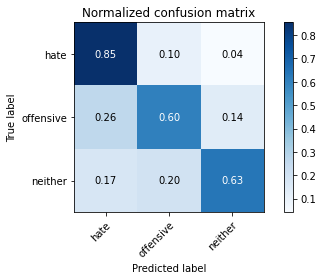 Normalized confusion matrix
True label
hate
0.85 0.10 0.04
offensive
0.26 0.60 0.14
neither
0.17 0.20 0.63
hate
offensive
neither
Predicted label
0.8
0.7
0.6
0.5
0.4
0.3
0.2
0.1